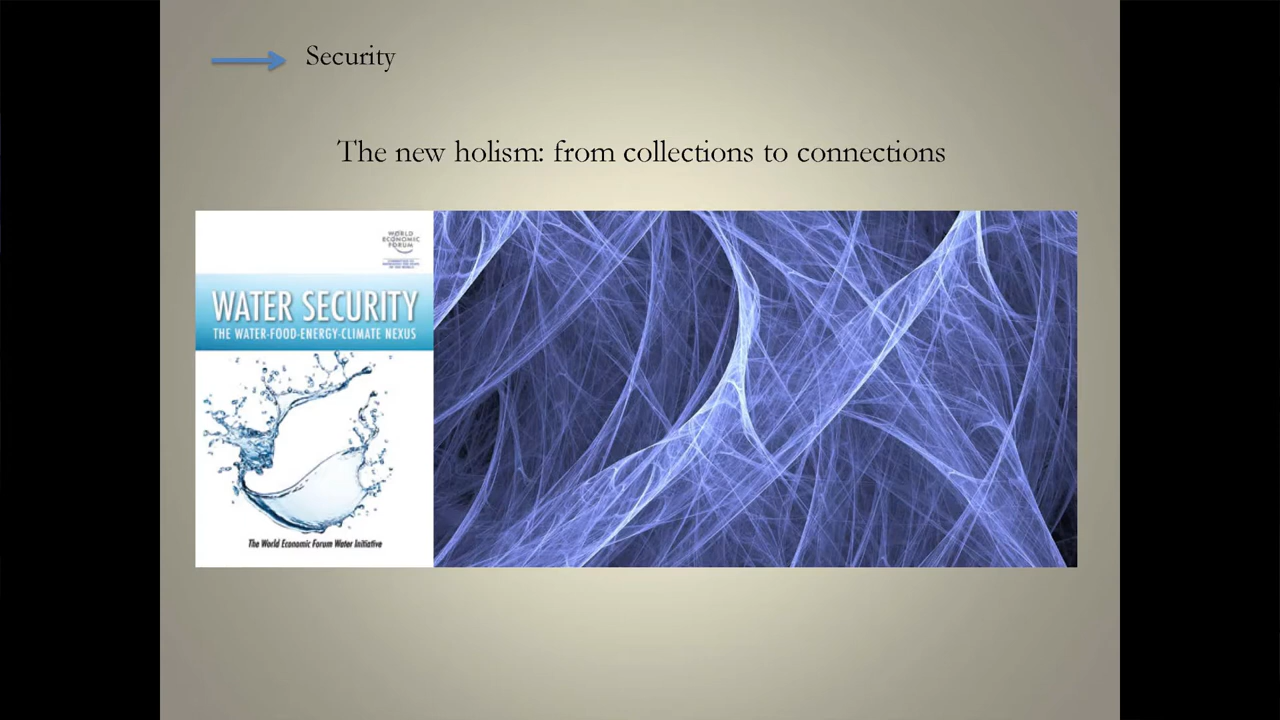 Security
The new holism: from collections to connections
WORLD
ECONOMIC
FORUM
WATER SECURITY
THE WATER-FOOD-ENERGY-CLIMATE NEXUS
The World Economic Forum Water Initiative